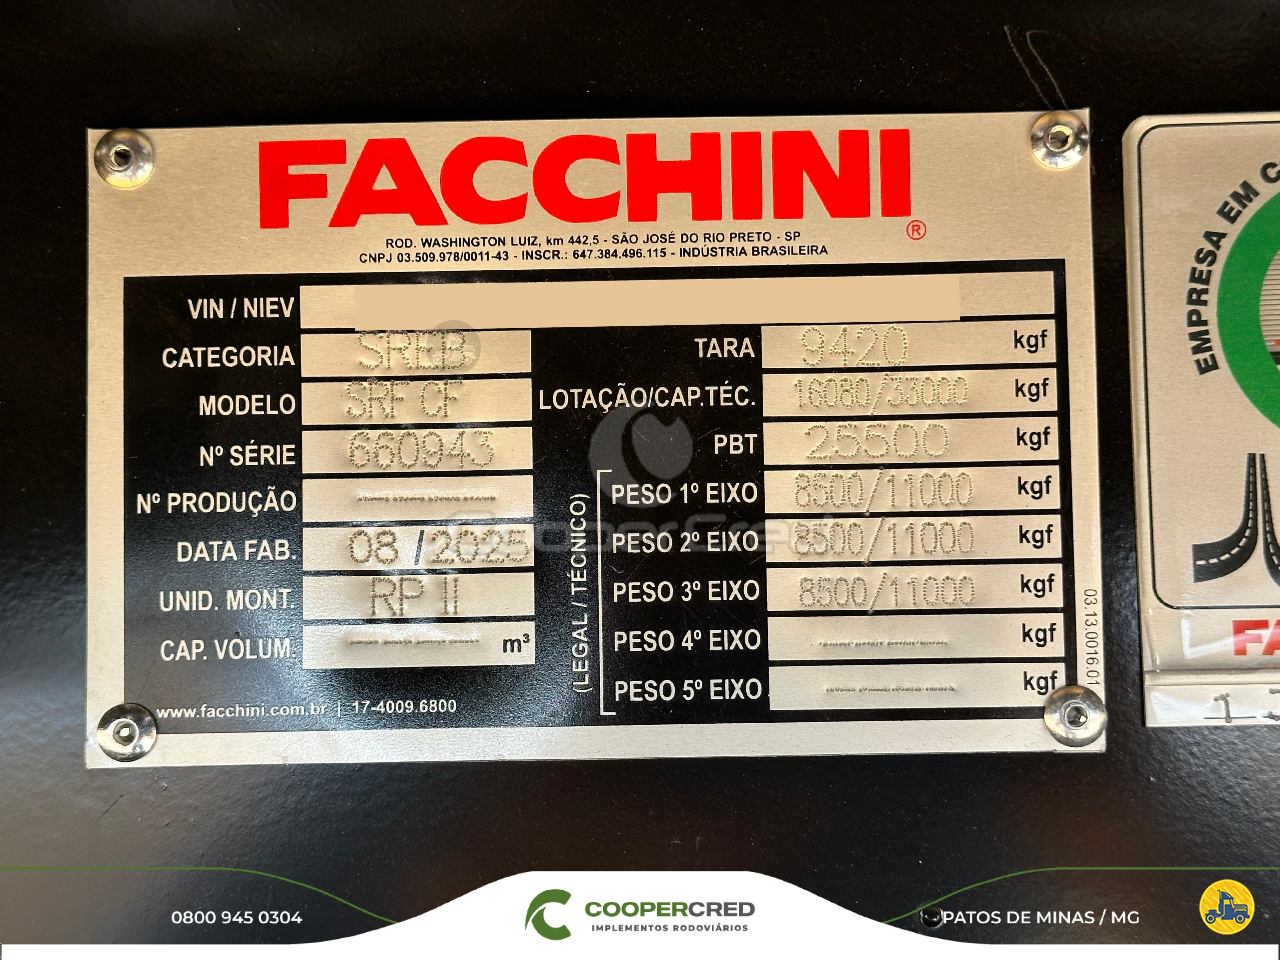 FACCHINI
®
ROD. WASHINGTON LUIZ, km 442,5 - SÃO JOSÉ DO RIO PRETO - SP
CNPJ 03.509.978/0011-43 - INSCR.: 647.384.496.115 - INDÚSTRIA BRASILEIRA
VIN / NIEV
CATEGORIA SREB
MODELO SRF CF
Nº SÉRIE 660943
Nº PRODUÇÃO
DATA FAB. 08 / 2025
UNID. MONT. RP II
CAP. VOLUM. m³
TARA 9420 kgf
LOTAÇÃO/CAP.TÉC. 16080/33000 kgf
PBT 25500 kgf
(LEGAL / TÉCNICO)
PESO 1º EIXO 8500/11000 kgf
PESO 2º EIXO 8500/11000 kgf
PESO 3º EIXO 8500/11000 kgf
PESO 4º EIXO kgf
PESO 5º EIXO kgf
www.facchini.com.br | 17-4009.6800
03.13.0016.01
EMPRESA EM C
FA
CooperCred
0800 945 0304
COOPERCRED
IMPLEMENTOS RODOVIÁRIOS
PATOS DE MINAS / MG